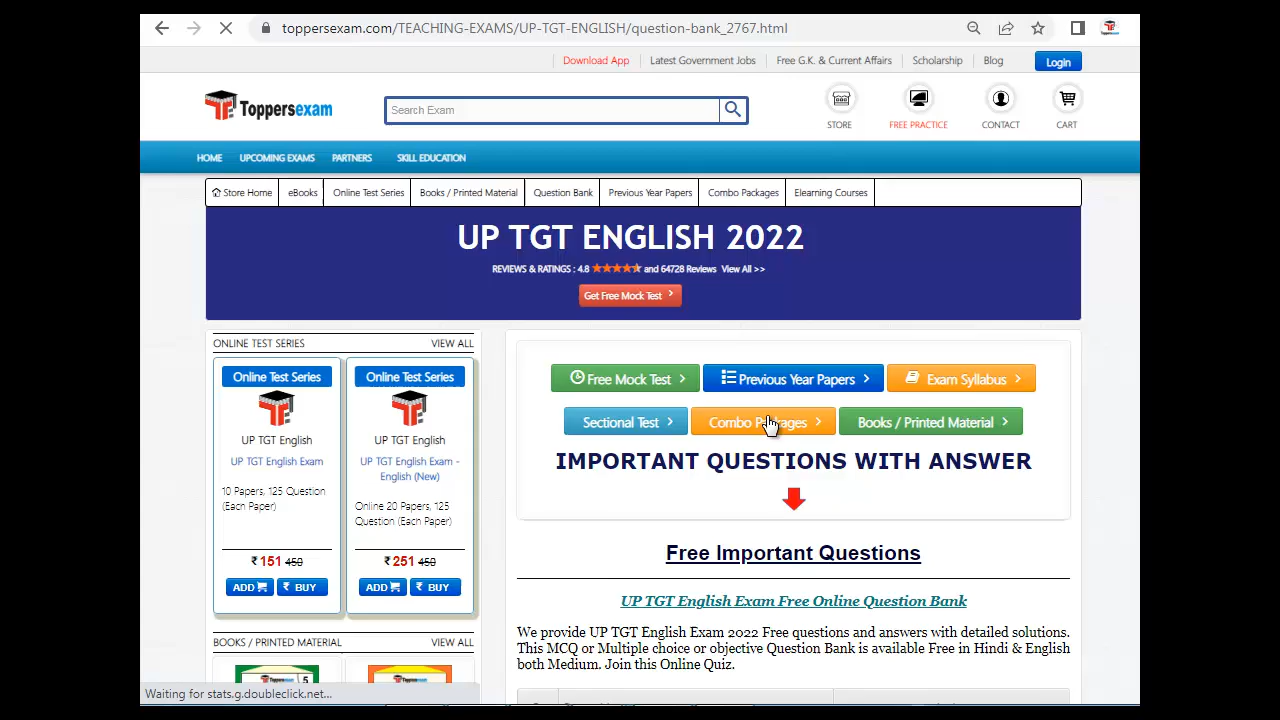 toppersexam.com/TEACHING-EXAMS/UP-TGT-ENGLISH/question-bank_2767.html
Download App Latest Government Jobs Free G.K. & Current Affairs Scholarship Blog Login
Toppersexam
Search Exam
STORE FREE PRACTICE CONTACT CART
HOME UPCOMING EXAMS PARTNERS SKILL EDUCATION
Store Home eBooks Online Test Series Books / Printed Material Question Bank Previous Year Papers Combo Packages Elearning Courses
UP TGT ENGLISH 2022
REVIEWS & RATINGS : 4.8 and 64728 Reviews View All >>
Get Free Mock Test
ONLINE TEST SERIES VIEW ALL
Online Test Series
UP TGT English
UP TGT English Exam
10 Papers, 125 Question
(Each Paper)
₹ 151 450
ADD ₹ BUY
Online Test Series
UP TGT English
UP TGT English Exam -
English (New)
Online 20 Papers, 125
Question (Each Paper)
₹ 251 450
ADD ₹ BUY
BOOKS / PRINTED MATERIAL VIEW ALL
Toppersexam 5
Toppersexam
Free Mock Test Previous Year Papers Exam Syllabus
Sectional Test Combo Packages Books / Printed Material
IMPORTANT QUESTIONS WITH ANSWER
Free Important Questions
UP TGT English Exam Free Online Question Bank
We provide UP TGT English Exam 2022 Free questions and answers with detailed solutions.
This MCQ or Multiple choice or objective Question Bank is available Free in Hindi & English
both Medium. Join this Online Quiz.
Waiting for stats.g.doubleclick.net...